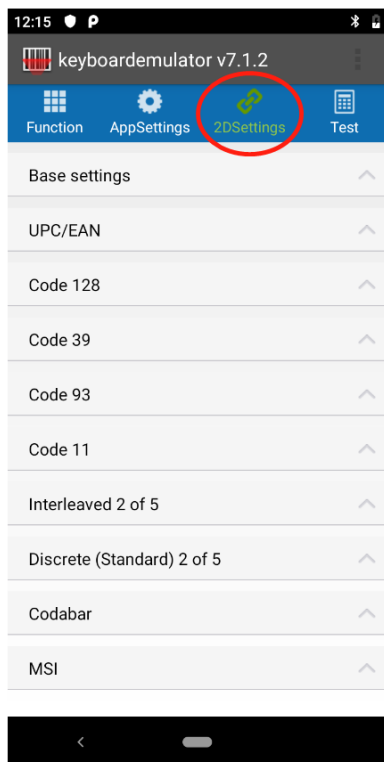 12:15
keyboardemulator v7.1.2
Function AppSettings 2DSettings Test
Base settings
UPC/EAN
Code 128
Code 39
Code 93
Code 11
Interleaved 2 of 5
Discrete (Standard) 2 of 5
Codabar
MSI